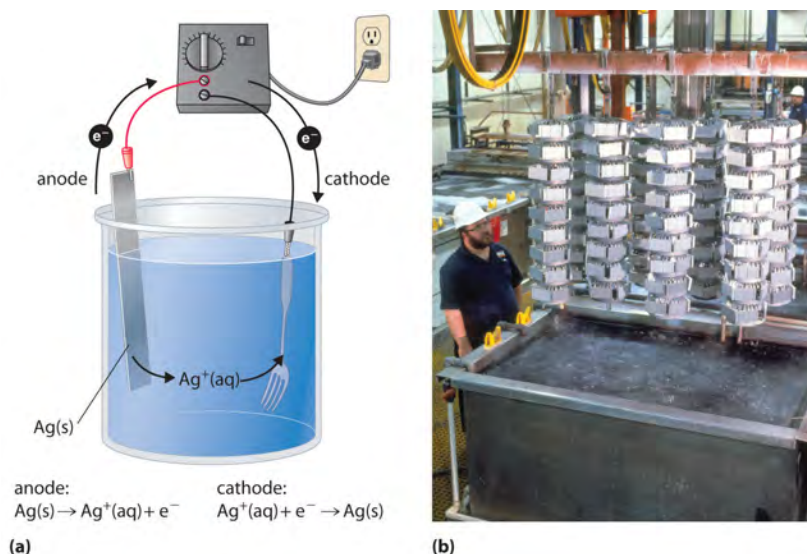 e⁻
e⁻
anode
cathode
Ag⁺(aq)
Ag(s)
anode:
Ag(s) → Ag⁺(aq) + e⁻
cathode:
Ag⁺(aq) + e⁻ → Ag(s)
(a)
(b)